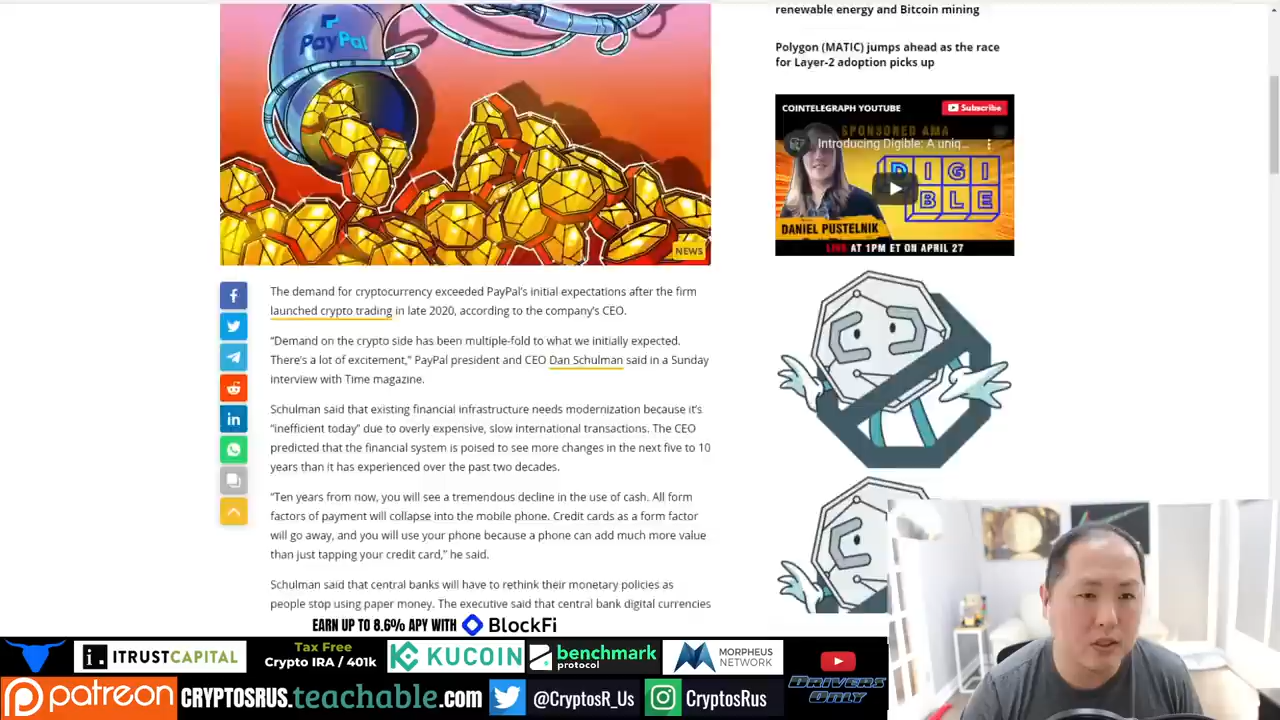 PayPal
NEWS
The demand for cryptocurrency exceeded PayPal's initial expectations after the firm
launched crypto trading in late 2020, according to the company's CEO.
“Demand on the crypto side has been multiple-fold to what we initially expected.
There's a lot of excitement,” PayPal president and CEO Dan Schulman said in a Sunday
interview with Time magazine.
Schulman said that existing financial infrastructure needs modernization because it's
“inefficient today” due to overly expensive, slow international transactions. The CEO
predicted that the financial system is poised to see more changes in the next five to 10
years than it has experienced over the past two decades.
“Ten years from now, you will see a tremendous decline in the use of cash. All form
factors of payment will collapse into the mobile phone. Credit cards as a form factor
will go away, and you will use your phone because a phone can add much more value
than just tapping your credit card,” he said.
Schulman said that central banks will have to rethink their monetary policies as
people stop using paper money. The executive said that central bank digital currencies
renewable energy and Bitcoin mining
Polygon (MATIC) jumps ahead as the race
for Layer-2 adoption picks up
COINTELEGRAPH YOUTUBE
Subscribe
SPONSORED AMA
Introducing Digible: A uniq...
DIGI
BLE
DANIEL PUSTELNIK
LIVE AT 1PM ET ON APRIL 27
EARN UP TO 8.6% APY WITH BlockFi
i. ITRUSTCAPITAL
Tax Free
Crypto IRA / 401k
KUCOIN
benchmark
protocol
MORPHEUS
NETWORK
DRIVERS
ONLY
patreon
CRYPTOSRUS.teachable.com
@CryptosR_Us
CryptosRus